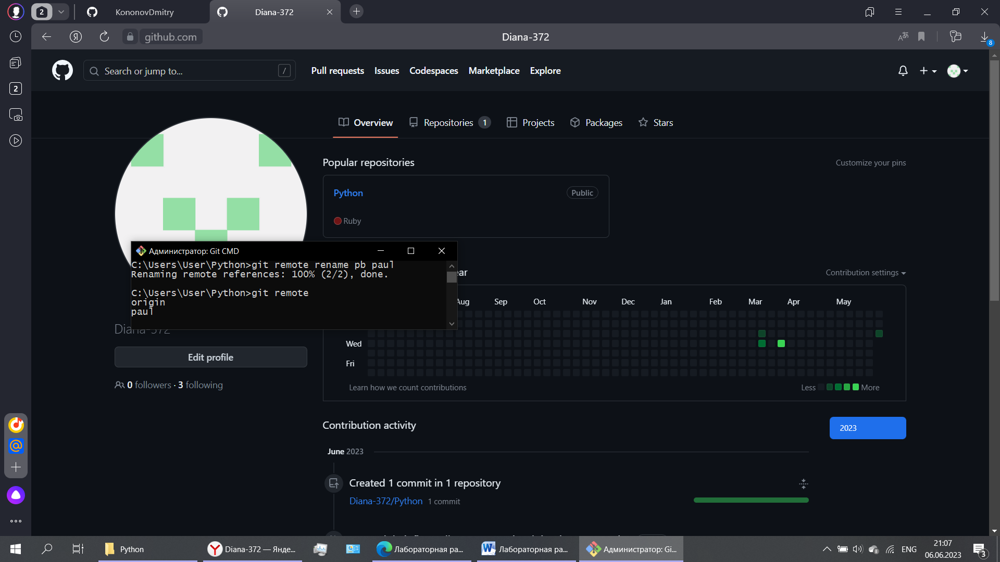 2
KononovDmitry
Diana-372
github.com
Diana-372
8
2
Search or jump to...
/
Pull requests
Issues
Codespaces
Marketplace
Explore
Overview
Repositories 1
Projects
Packages
Stars
Popular repositories
Customize your pins
Python
Public
Ruby
Администратор: Git CMD
C:\Users\User\Python>git remote rename pb paul
Renaming remote references: 100% (2/2), done.
C:\Users\User\Python>git remote
origin
paul
Diana-372
Edit profile
0 followers · 3 following
Contribution settings
Aug
Sep
Oct
Nov
Dec
Jan
Feb
Mar
Apr
May
Wed
Fri
Learn how we count contributions
Less
More
Contribution activity
2023
June 2023
Created 1 commit in 1 repository
Diana-372/Python 1 commit
Python
Diana-372 — Янде...
Лабораторная ра...
Лабораторная ра...
Администратор: Gi...
ENG
21:07
06.06.2023
3